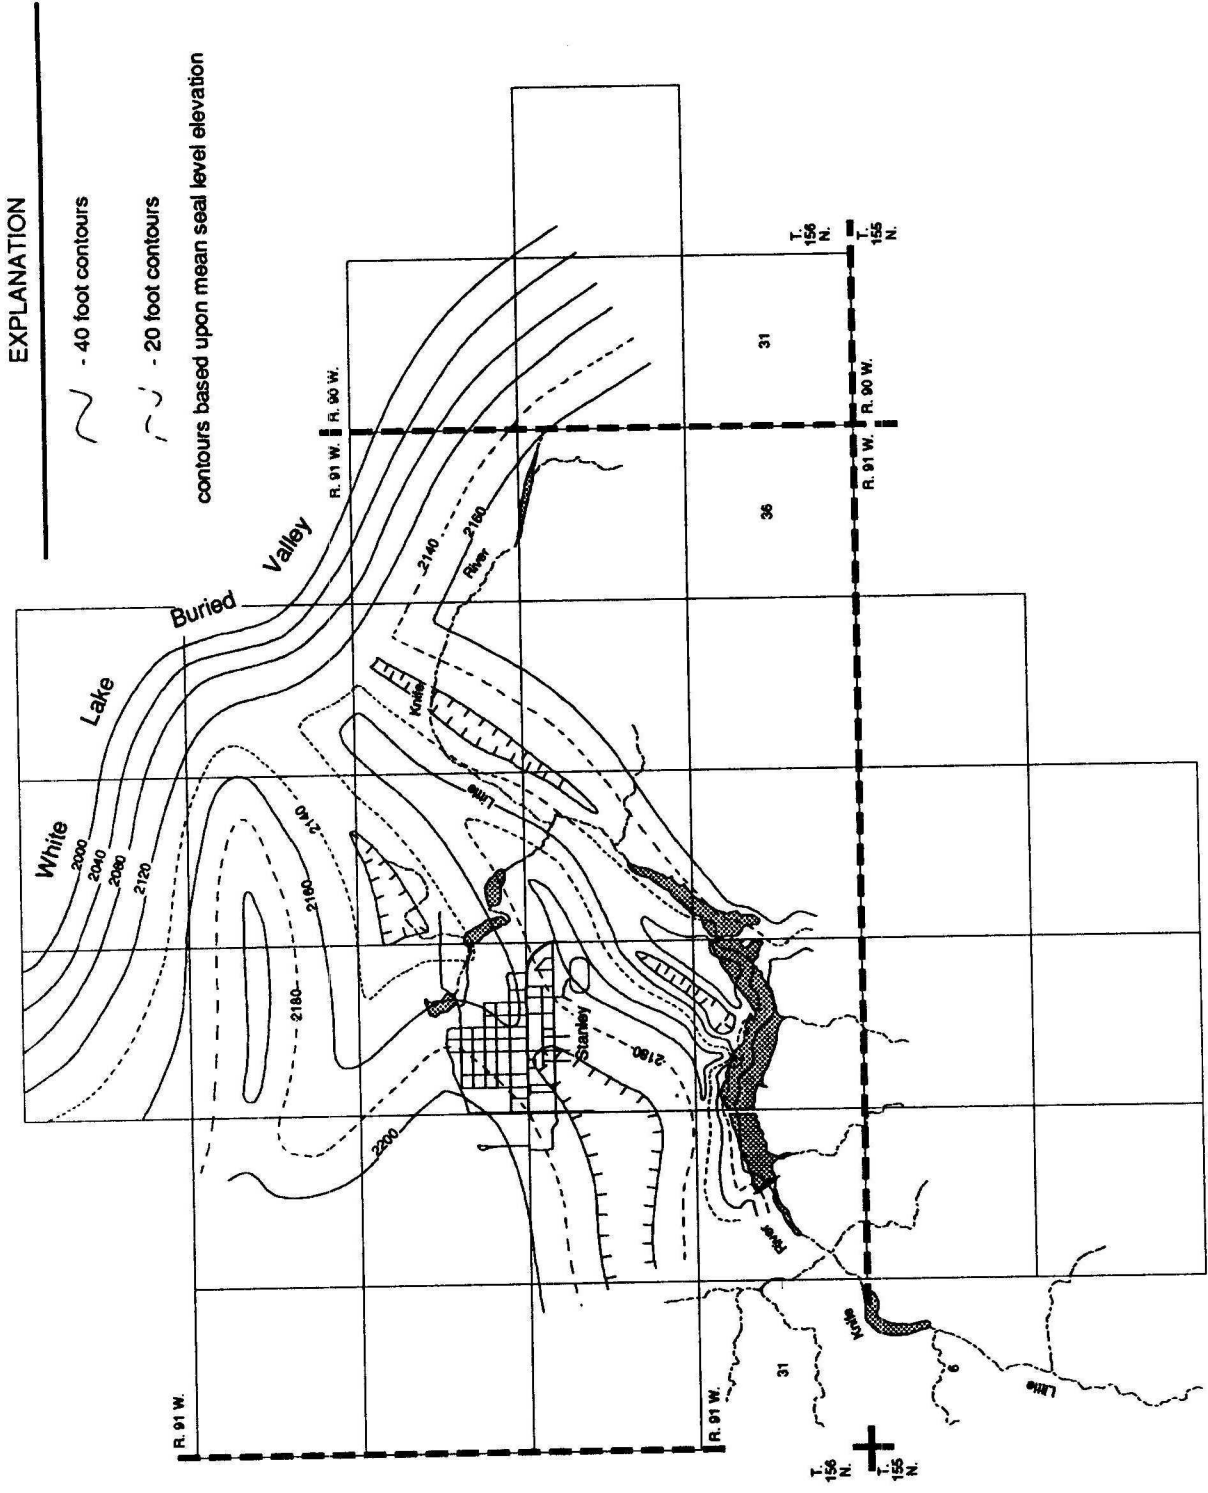 EXPLANATION
- 40 foot contours
- 20 foot contours
contours based upon mean seal level elevation
White
Lake
Buried
Valley
2000
2040
2080
2120
2140
2160
2180
2200
2140
2160
2180
R. 91 W.
R. 90 W.
R. 91 W.
R. 90 W.
T.
156
N.
T.
155
N.
31
36
Little
Knife
River
Stanley
River
Knife
Little
31
6
R. 91 W.
R. 91 W.
T.
156
N.
T.
155
N.